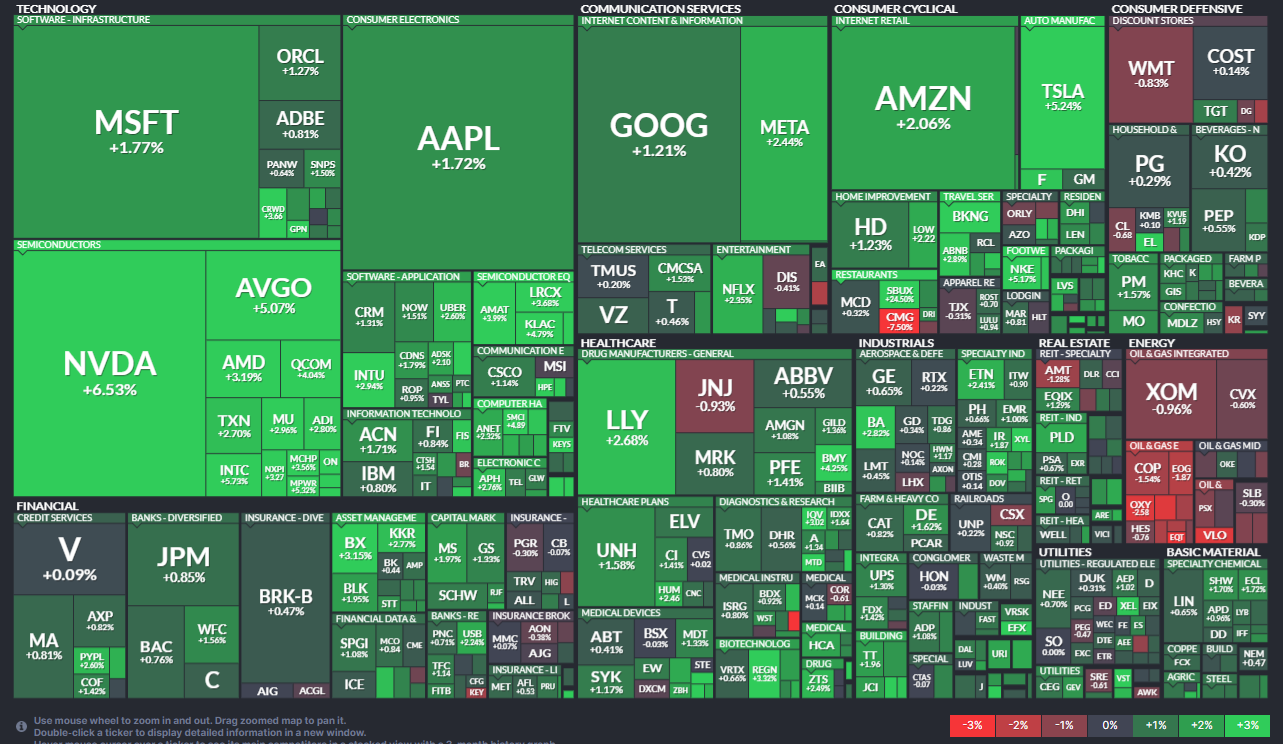 TECHNOLOGY
SOFTWARE - INFRASTRUCTURE
MSFT
+1.77%
ORCL
+1.27%
ADBE
+0.81%
PANW
+0.64%
SNPS
+1.50%
CRWD
+3.66
GPN
CONSUMER ELECTRONICS
AAPL
+1.72%
SEMICONDUCTORS
NVDA
+6.53%
AVGO
+5.07%
AMD
+3.19%
QCOM
+4.04%
TXN
+2.70%
MU
+2.96%
ADI
+2.80%
INTC
+5.73%
NXPI
+3.27
MCHP
+3.56%
ON
MPWR
+5.32%
SOFTWARE - APPLICATION
CRM
+1.31%
NOW
+1.51%
UBER
+2.60%
INTU
+2.94%
CDNS
+1.79%
ADSK
+2.10
ROP
+0.95%
ANSS
PTC
TYL
SEMICONDUCTOR EQ
AMAT
+3.99%
LRCX
+2.68%
KLAC
+4.79%
COMMUNICATION E
CSCO
+1.14%
MSI
HPE
INFORMATION TECHNOLO
ACN
+1.71%
FI
+0.84%
FIS
IBM
+0.80%
CTSH
+1.54
BR
IT
COMPUTER HA
ANET
+2.32%
SMCI
+4.89
FTV
KEYS
ELECTRONIC C
APH
+2.76%
TEL
GLW
COMMUNICATION SERVICES
INTERNET CONTENT & INFORMATION
GOOG
+1.21%
META
+2.44%
TELECOM SERVICES
TMUS
+0.20%
CMCSA
+1.53%
VZ
T
+0.46%
ENTERTAINMENT
NFLX
+2.35%
DIS
-0.41%
EA
CONSUMER CYCLICAL
INTERNET RETAIL
AMZN
+2.06%
AUTO MANUFAC
TSLA
+5.24%
F
GM
HOME IMPROVEMENT
HD
+1.23%
LOW
+2.22
TRAVEL SER
BKNG
ABNB
+2.89%
RCL
SPECIALTY
ORLY
AZO
RESIDEN
DHI
LEN
RESTAURANTS
MCD
+0.32%
SBUX
+24.50%
CMG
-7.50%
DRI
APPAREL RE
TJX
-0.31%
ROST
+0.70
LULU
+0.94
FOOTWE
NKE
+5.17%
PACKAGI
LVS
LODGIN
MAR
+0.81
HLT
CONSUMER DEFENSIVE
DISCOUNT STORES
WMT
-0.83%
COST
+0.14%
TGT
DG
HOUSEHOLD &
PG
+0.29%
CL
-0.68
KMB
+0.10
KVUE
+1.19
EL
BEVERAGES - N
KO
+0.42%
PEP
+0.55%
KDP
TOBACC
PM
+1.57%
MO
PACKAGED
KHC
K
GIS
FARM P
BEVERA
CONFECTIO
MDLZ
HSY
KR
SYY
HEALTHCARE
DRUG MANUFACTURERS - GENERAL
LLY
+2.68%
JNJ
-0.93%
ABBV
+0.55%
MRK
+0.80%
AMGN
+1.08%
GILD
+1.36%
PFE
+1.41%
BMY
+4.25%
BIIB
HEALTHCARE PLANS
UNH
+1.58%
ELV
CI
+1.41%
CVS
+0.02
HUM
+2.46
CNC
DIAGNOSTICS & RESEARCH
TMO
+0.86%
DHR
+0.56%
IQV
+3.02
IDXX
+1.64
A
+1.34
MTD
MEDICAL INSTRU
ISRG
+0.80%
BDX
+0.92%
WST
MEDICAL
MCK
+0.14
COR
-0.61
MEDICAL DEVICES
ABT
+0.41%
BSX
-0.03%
MDT
+1.33%
SYK
+1.17%
EW
STE
DXCM
ZBH
BIOTECHNOLOG
VRTX
+0.66%
REGN
+3.32%
MEDICAL
HCA
DRUG
ZTS
+2.49%
INDUSTRIALS
AEROSPACE & DEFE
GE
+0.65%
RTX
+0.22%
BA
+2.82%
GD
+0.34%
TDG
+0.86
LMT
+0.45%
NOC
+0.14%
HWM
+1.17
LHX
AXON
SPECIALTY IND
ETN
+2.41%
ITW
+0.90
PH
+0.66%
EMR
+1.00%
AME
+0.34
IR
+1.87
XYL
CMI
+0.28
ROK
OTIS
+0.14
DOV
FARM & HEAVY CO
CAT
+0.82%
DE
+1.62%
PCAR
RAILROADS
UNP
+0.22%
CSX
NSC
+0.92
INTEGRA
UPS
+1.30%
FDX
+1.42%
CONGLOMER
HON
-0.03%
WASTE M
WM
+0.40%
RSG
STAFFIN
ADP
+1.08%
INDUST
FAST
VRSK
EFX
BUILDING
TT
+1.96
JCI
SPECIAL
CTAS
-0.07
DAL
LUV
URI
J
REAL ESTATE
REIT - SPECIALTY
AMT
-1.28%
DLR
CCI
EQIX
+1.29%
REIT - IND
PLD
PSA
+0.67%
EXR
REIT - RET
SPG
O
0.00
ARE
REIT - HEA
WELL
VICI
ENERGY
OIL & GAS INTEGRATED
XOM
-0.96%
CVX
-0.60%
OIL & GAS E
COP
-1.54%
EOG
-1.87
OXY
-2.58
HES
-0.76
EQT
OIL & GAS MID
OKE
OIL &
PSX
VLO
SLB
-0.30%
UTILITIES
UTILITIES - REGULATED ELE
NEE
+0.70%
DUK
+0.31%
AEP
+1.02
D
SO
0.00%
PCG
ED
XEL
EIX
PEG
-0.47
WEC
FE
ES
DTE
AEE
EXC
ETR
UTILITIES
CEG
GEV
SRE
-0.61
VST
AWK
BASIC MATERIAL
SPECIALTY CHEMICAL
LIN
+0.65%
SHW
+1.70%
ECL
+1.72%
APD
+0.96
LYB
DD
IFF
COPPE
FCX
BUILD
NEM
+0.47
AGRIC
STEEL
FINANCIAL
CREDIT SERVICES
V
+0.09%
MA
+0.81%
AXP
+0.82%
PYPL
+2.60%
COF
+1.42%
BANKS - DIVERSIFIED
JPM
+0.85%
BAC
+0.76%
WFC
+1.56%
C
INSURANCE - DIVE
BRK-B
+0.47%
AIG
ACGL
ASSET MANAGEME
BX
+3.15%
KKR
+2.77%
BLK
+1.95%
BK
+0.44
AMP
STT
CAPITAL MARK
MS
+1.97%
GS
+1.33%
SCHW
RJF
INSURANCE -
PGR
-0.30%
CB
-0.07%
TRV
HIG
ALL
L
FINANCIAL DATA &
SPGI
+1.08%
MCO
+0.84
CME
ICE
BANKS - RE
PNC
+0.71%
USB
+2.24%
TFC
+1.14
CFG
FITB
KEY
INSURANCE BROK
MMC
+0.07%
AON
-0.38%
AJG
INSURANCE - LI
MET
AFL
+0.53
PRU
Use mouse wheel to zoom in and out. Drag zoomed map to pan it.
Double-click a ticker to display detailed information in a new window.
-3%
-2%
-1%
0%
+1%
+2%
+3%